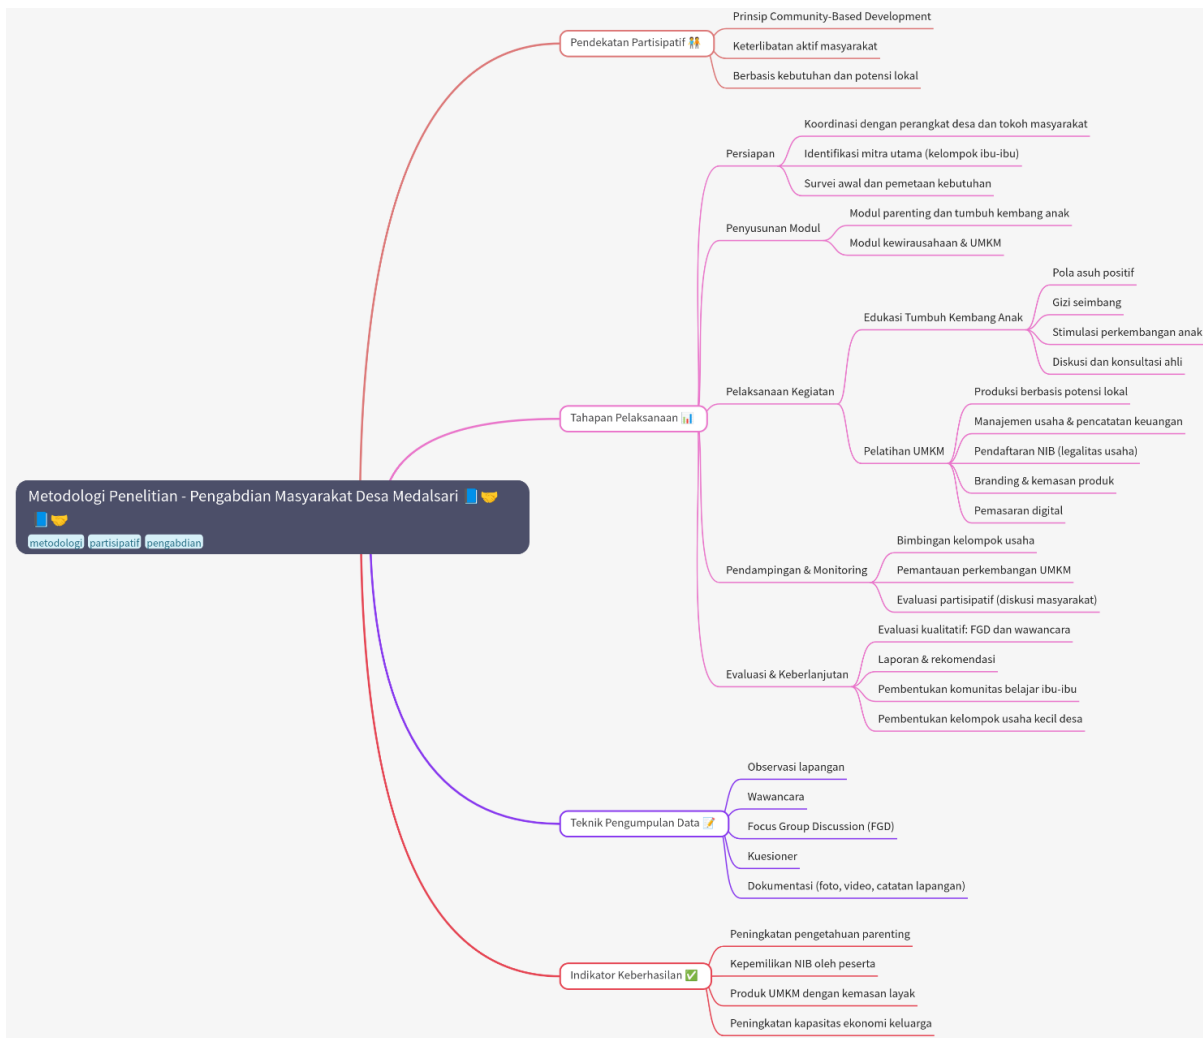 Metodologi Penelitian - Pengabdian Masyarakat Desa Medalsari 📘🤝
📘🤝
metodologi partisipatif pengabdian
Pendekatan Partisipatif 🧑‍🤝‍🧑
Prinsip Community-Based Development
Keterlibatan aktif masyarakat
Berbasis kebutuhan dan potensi lokal
Tahapan Pelaksanaan 📊
Persiapan
Koordinasi dengan perangkat desa dan tokoh masyarakat
Identifikasi mitra utama (kelompok ibu-ibu)
Survei awal dan pemetaan kebutuhan
Penyusunan Modul
Modul parenting dan tumbuh kembang anak
Modul kewirausahaan & UMKM
Pelaksanaan Kegiatan
Edukasi Tumbuh Kembang Anak
Pola asuh positif
Gizi seimbang
Stimulasi perkembangan anak
Diskusi dan konsultasi ahli
Pelatihan UMKM
Produksi berbasis potensi lokal
Manajemen usaha & pencatatan keuangan
Pendaftaran NIB (legalitas usaha)
Branding & kemasan produk
Pemasaran digital
Pendampingan & Monitoring
Bimbingan kelompok usaha
Pemantauan perkembangan UMKM
Evaluasi partisipatif (diskusi masyarakat)
Evaluasi & Keberlanjutan
Evaluasi kualitatif: FGD dan wawancara
Laporan & rekomendasi
Pembentukan komunitas belajar ibu-ibu
Pembentukan kelompok usaha kecil desa
Teknik Pengumpulan Data 📝
Observasi lapangan
Wawancara
Focus Group Discussion (FGD)
Kuesioner
Dokumentasi (foto, video, catatan lapangan)
Indikator Keberhasilan ✅
Peningkatan pengetahuan parenting
Kepemilikan NIB oleh peserta
Produk UMKM dengan kemasan layak
Peningkatan kapasitas ekonomi keluarga